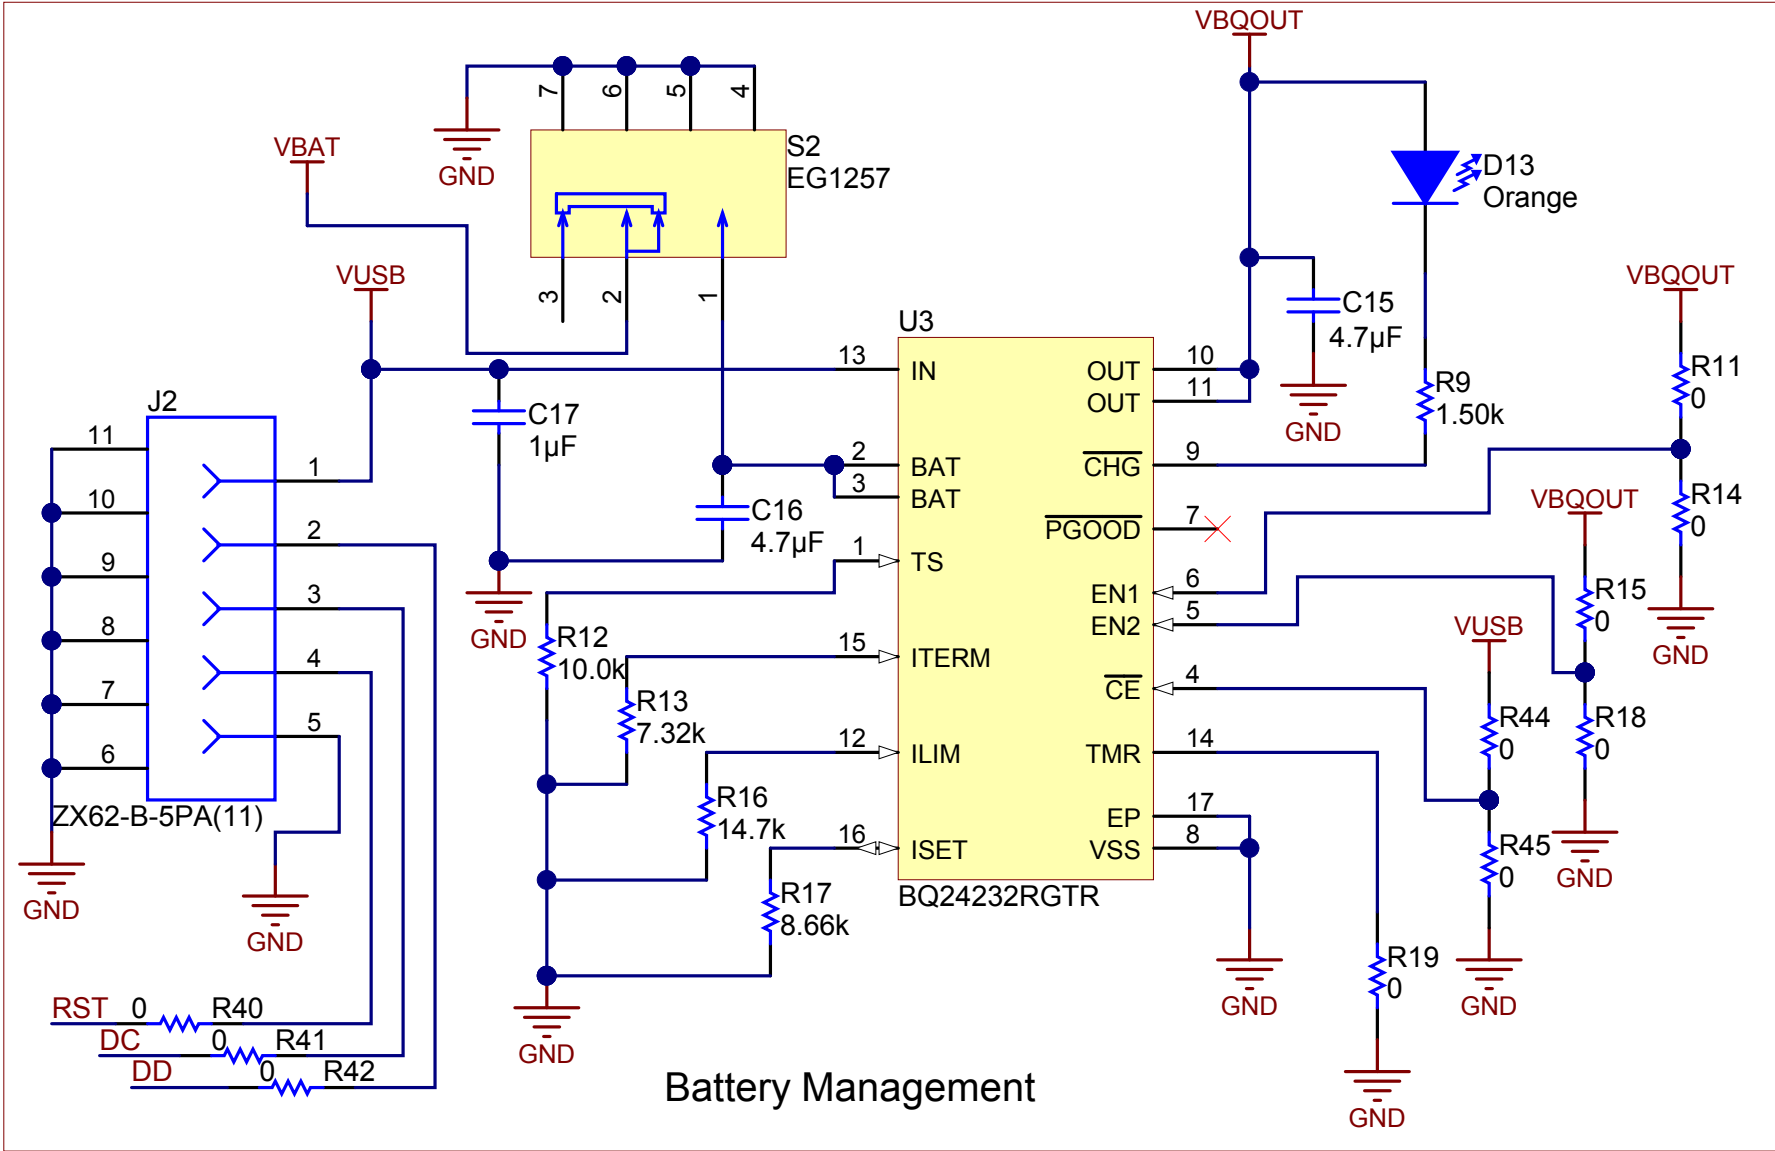 VBQOUT
7
6
5
4
S2
EG1257
VBAT
GND
D13
Orange
3
2
1
VUSB
VBQOUT
C15
4.7µF
U3
13
IN
OUT
10
OUT
11
GND
R11
0
R9
1.50k
J2
C17
1µF
11
10
9
8
7
6
1
2
3
4
5
ZX62-B-5PA(11)
2
BAT
3
BAT
CHG
9
C16
4.7µF
PGOOD
7
R14
0
VBQOUT
1
TS
GND
EN1
6
EN2
5
R15
0
VUSB
GND
R12
10.0k
15
ITERM
CE
4
R13
7.32k
R44
0
R18
0
12
ILIM
TMR
14
R16
14.7k
EP
17
16
ISET
VSS
8
R45
0
GND
R17
8.66k
BQ24232RGTR
GND
GND
R19
0
GND
GND
RST 0 R40
DC 0 R41
DD 0 R42
GND
Battery Management
GND